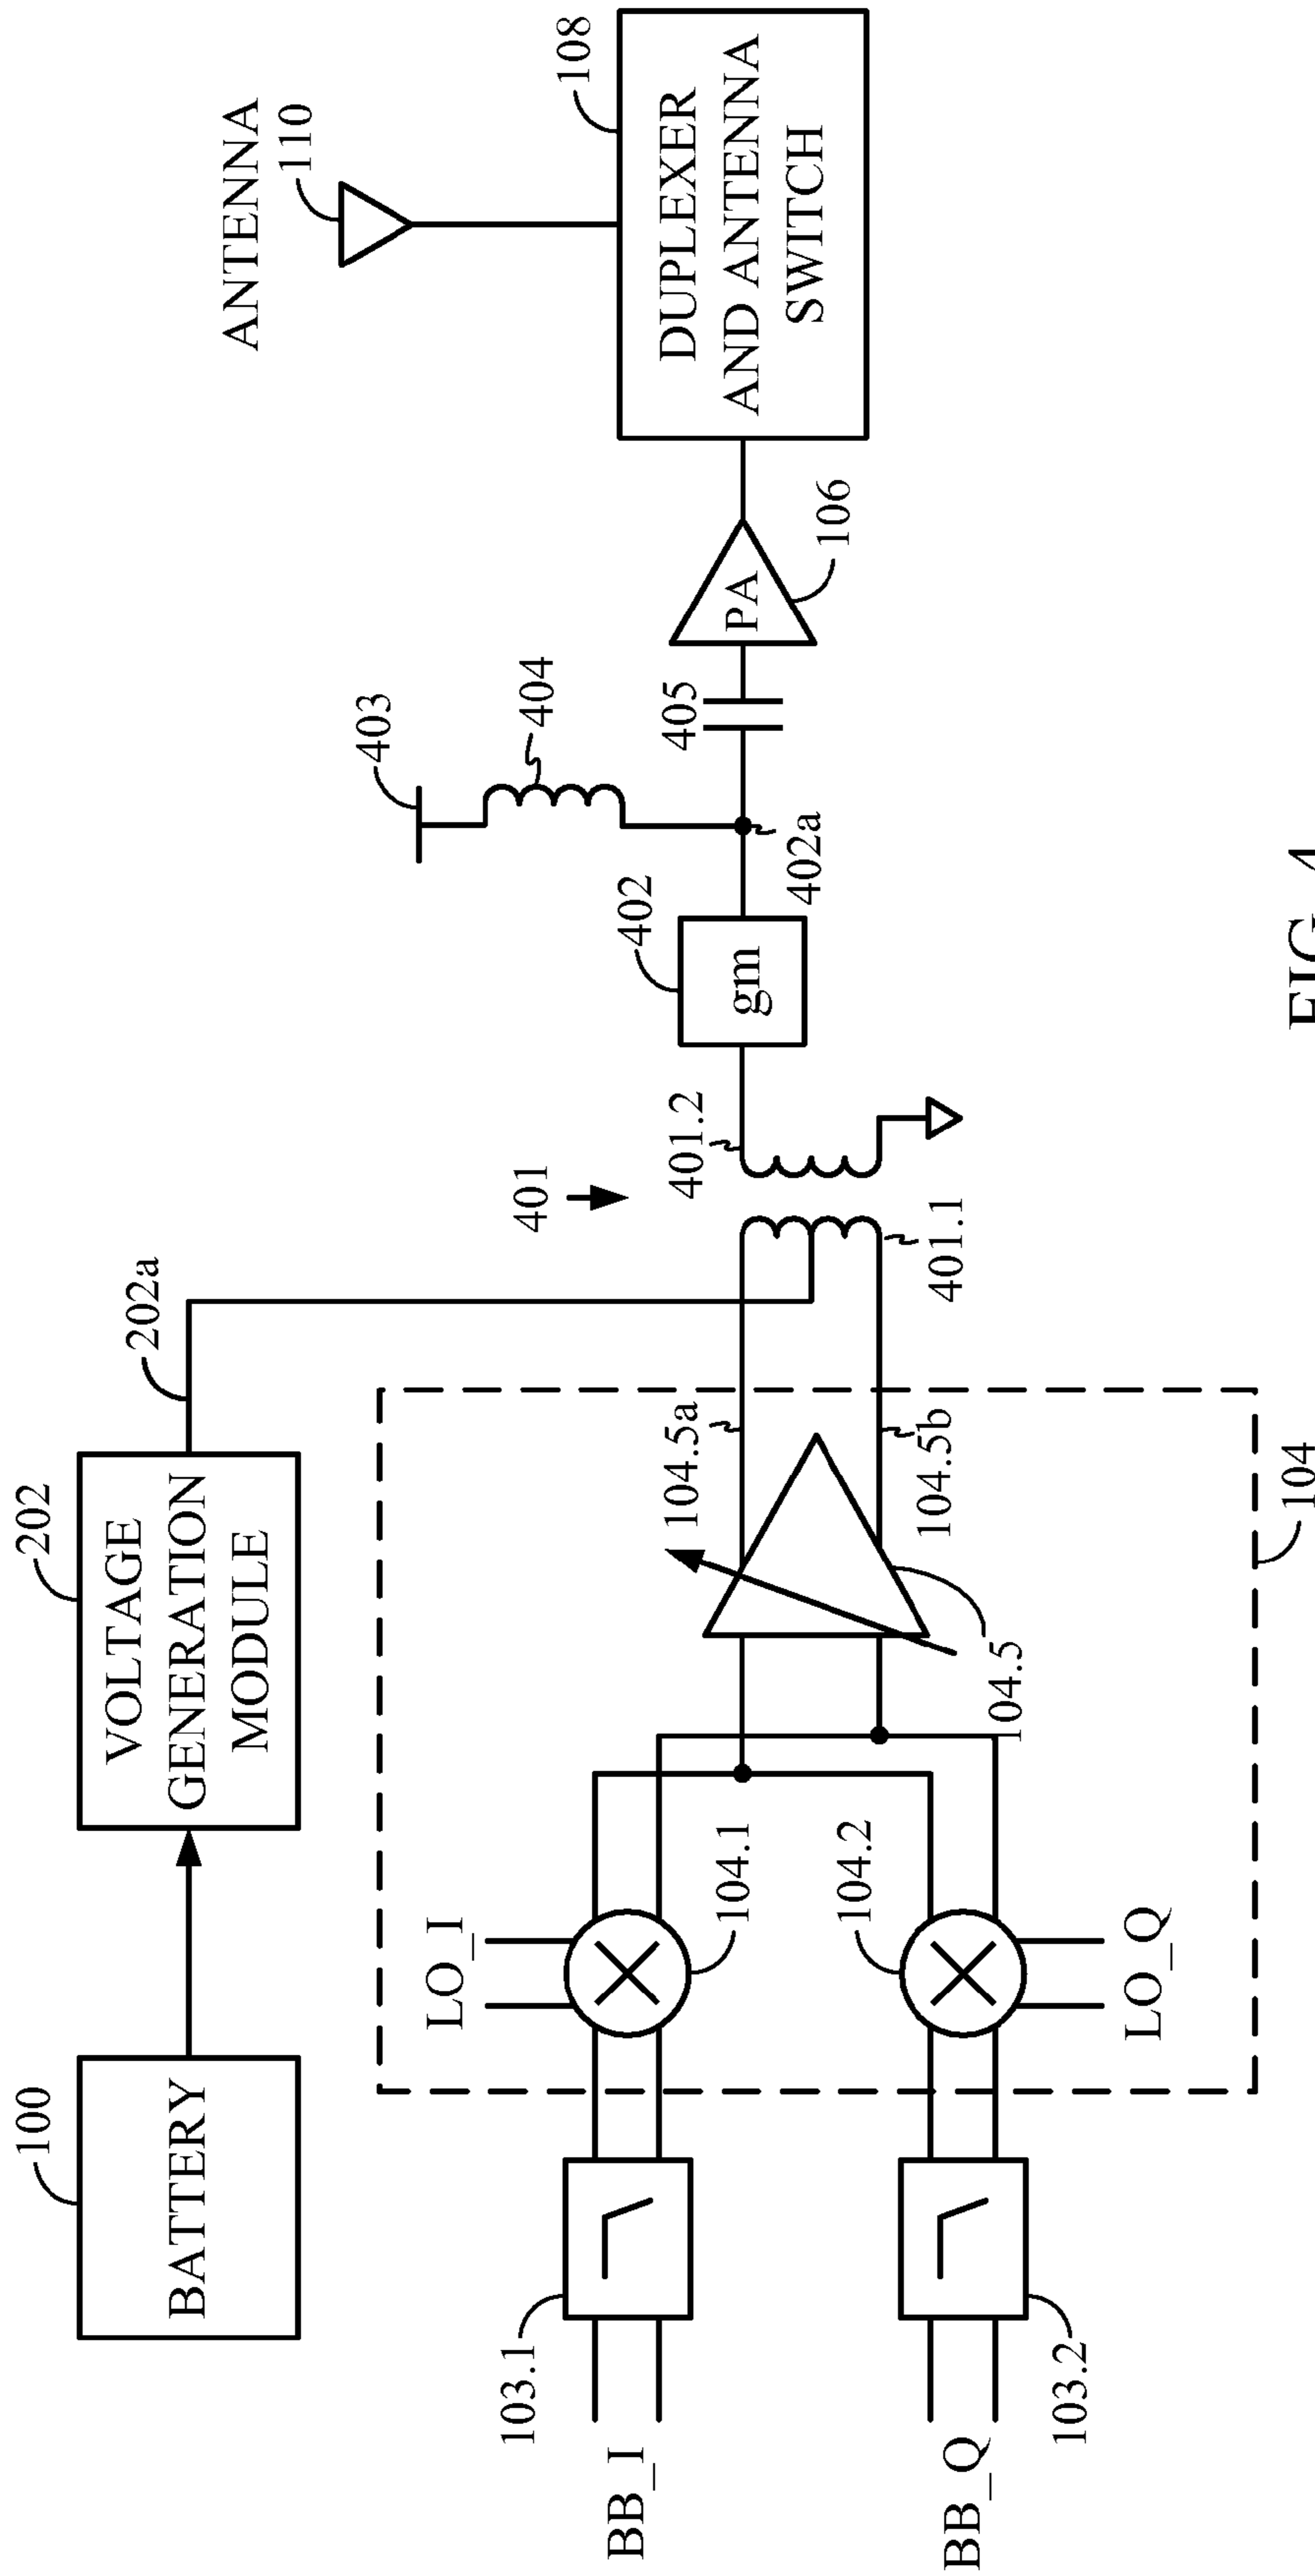 100
BATTERY
202
VOLTAGE
GENERATION
MODULE
202a
ANTENNA
110
108
DUPLEXER
AND ANTENNA
SWITCH
BB_I
103.1
LO_I
104.1
BB_Q
103.2
104.2
LO_Q
104.5a
104.5b
104.5
104
401
401.2
401.1
402
gm
402a
403
404
405
PA
106